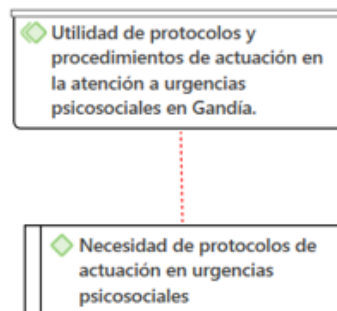 Utilidad de protocolos y
procedimientos de actuación en
la atención a urgencias
psicosociales en Gandía.
Necesidad de protocolos de
actuación en urgencias
psicosociales